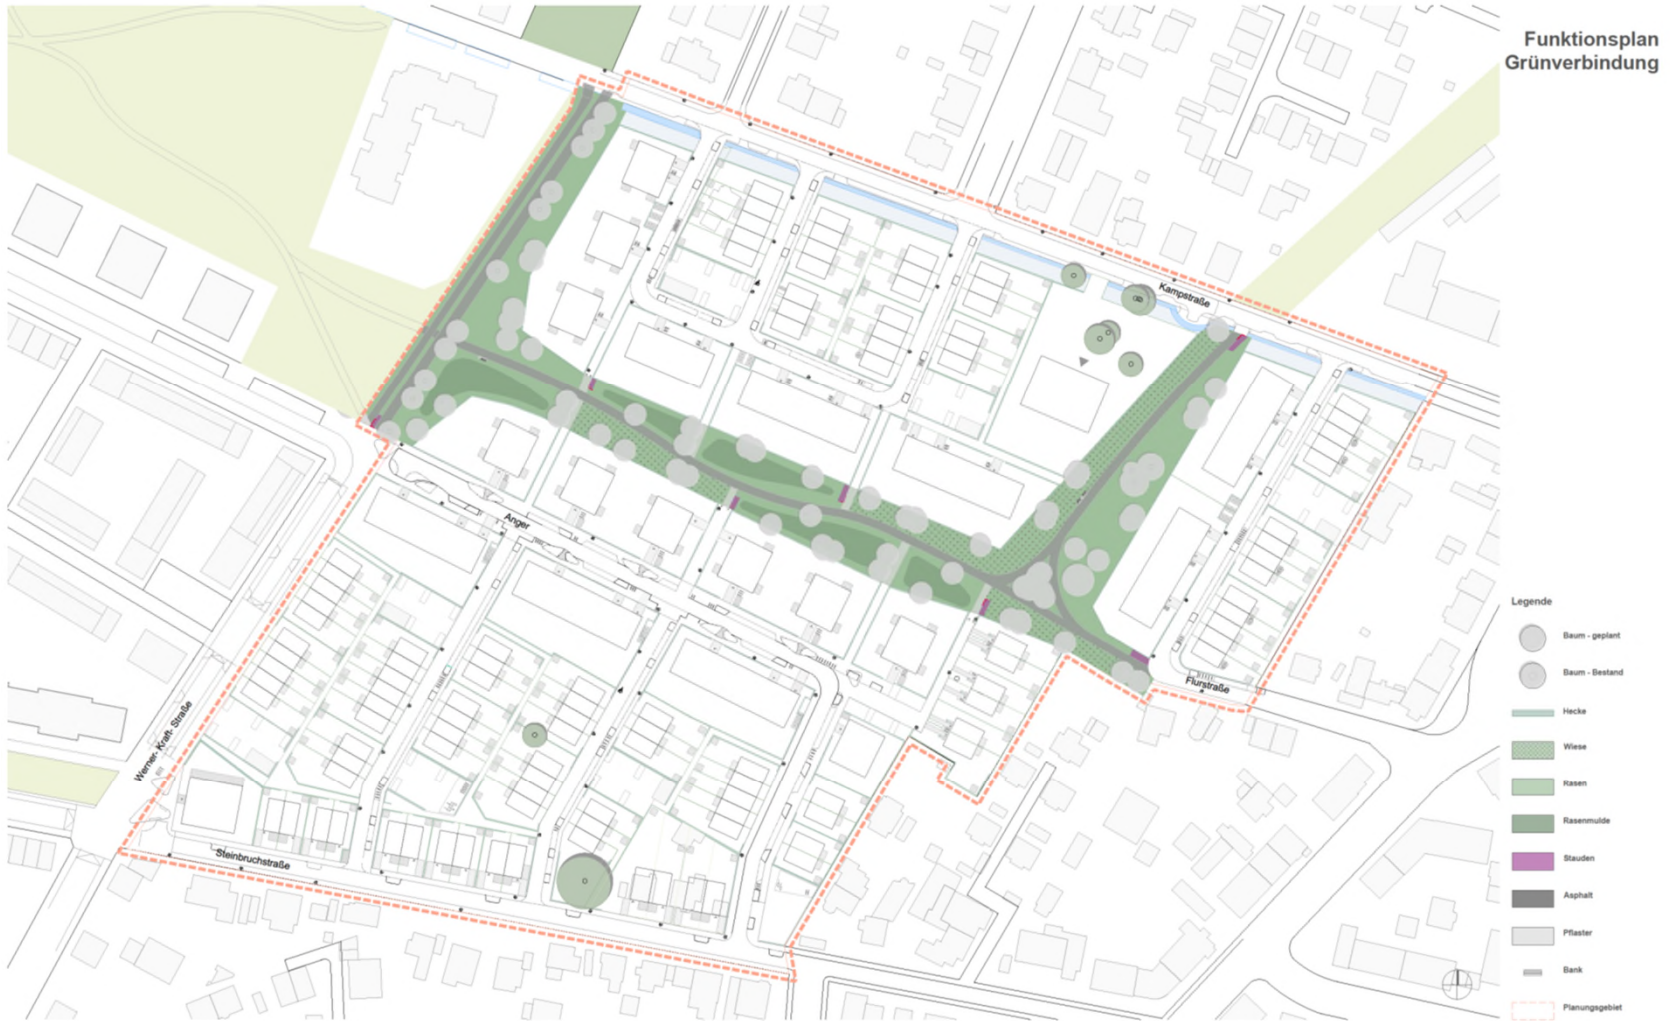 Funktionsplan
Grünverbindung
Kampstraße
Anger
Flurstraße
Werner- Kraft- Straße
Steinbruchstraße
Legende
Baum - geplant
Baum - Bestand
Hecke
Wiese
Rasen
Rasenmulde
Stauden
Asphalt
Pflaster
Bank
Planungsgebiet